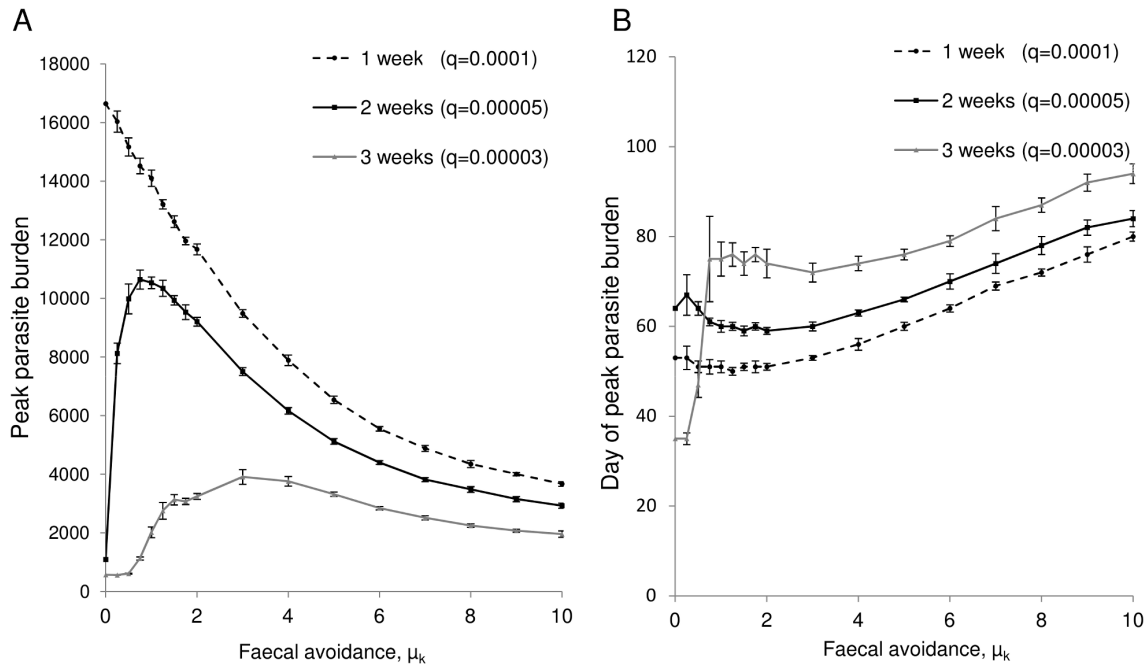 A
Peak parasite burden
18000
16000
14000
12000
10000
8000
6000
4000
2000
0
0 2 4 6 8 10
Faecal avoidance, μk
1 week (q=0.0001)
2 weeks (q=0.00005)
3 weeks (q=0.00003)
B
Day of peak parasite burden
120
100
80
60
40
20
0
0 2 4 6 8 10
Faecal avoidance, μk
1 week (q=0.0001)
2 weeks (q=0.00005)
3 weeks (q=0.00003)